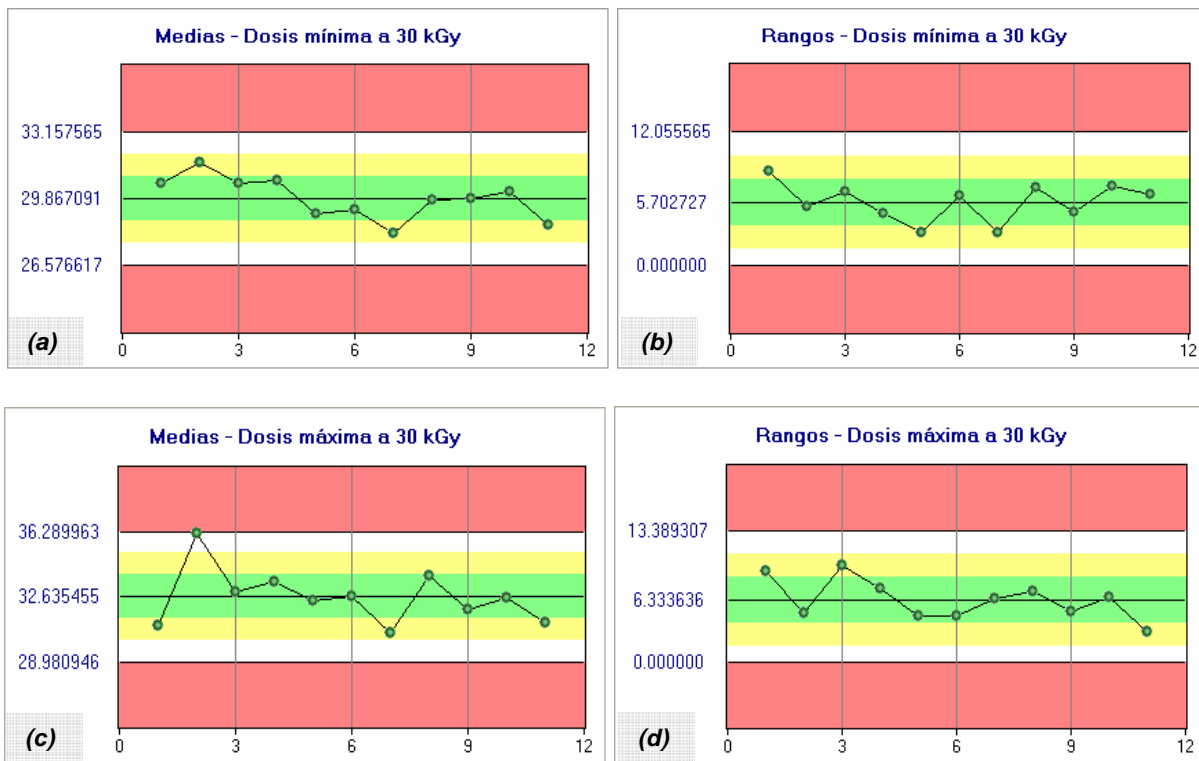 Medias - Dosis mínima a 30 kGy
33.157565
29.867091
26.576617
(a)
0 3 6 9 12
Rangos - Dosis mínima a 30 kGy
12.055565
5.702727
0.000000
(b)
0 3 6 9 12
Medias - Dosis máxima a 30 kGy
36.289963
32.635455
28.980946
(c)
0 3 6 9 12
Rangos - Dosis máxima a 30 kGy
13.389307
6.333636
0.000000
(d)
0 3 6 9 12